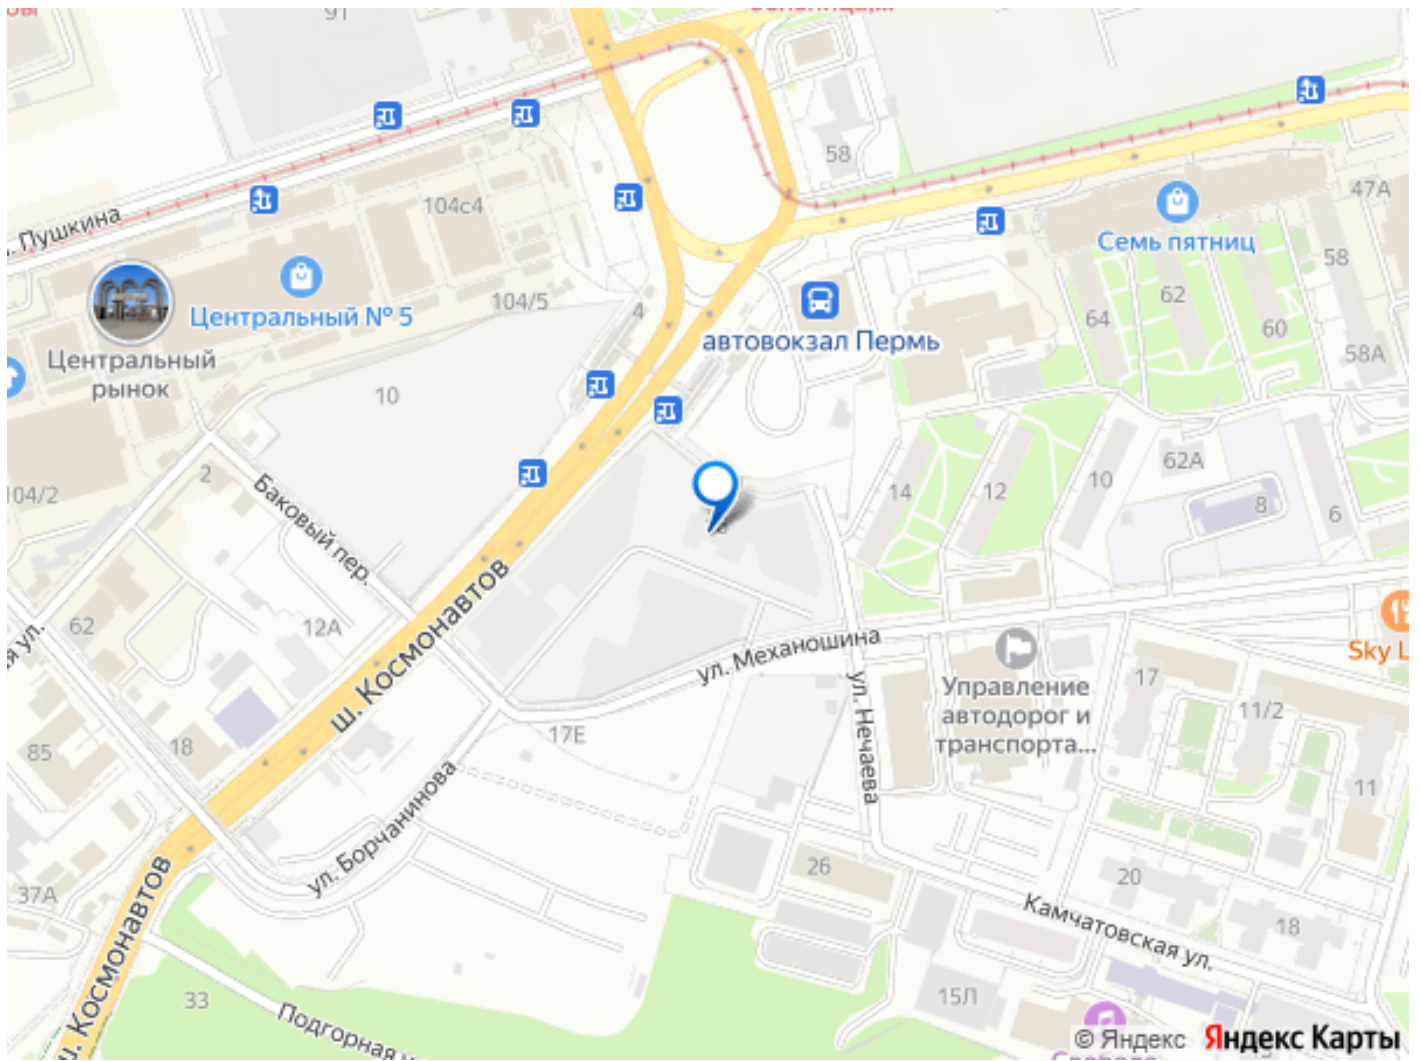 91
58
47А
104с4
ул. Пушкина
Семь пятниц
58
62
60
64
58А
Центральный № 5
104/5
4
автовокзал Пермь
Центральный
рынок
10
2
104/2
Баковый пер.
62А
14
12
10
8
6
ш. Космонавтов
12А
62
ул. Механошина
Sky L
ул. Нечаева
Управление
автодорог и
транспорта...
17
11/2
11
17Е
18
85
ул. Борчанинова
37А
26
20
18
Камчатовская ул.
ш. Космонавтов
33
Подгорная
15Л
© Яндекс Яндекс Карты